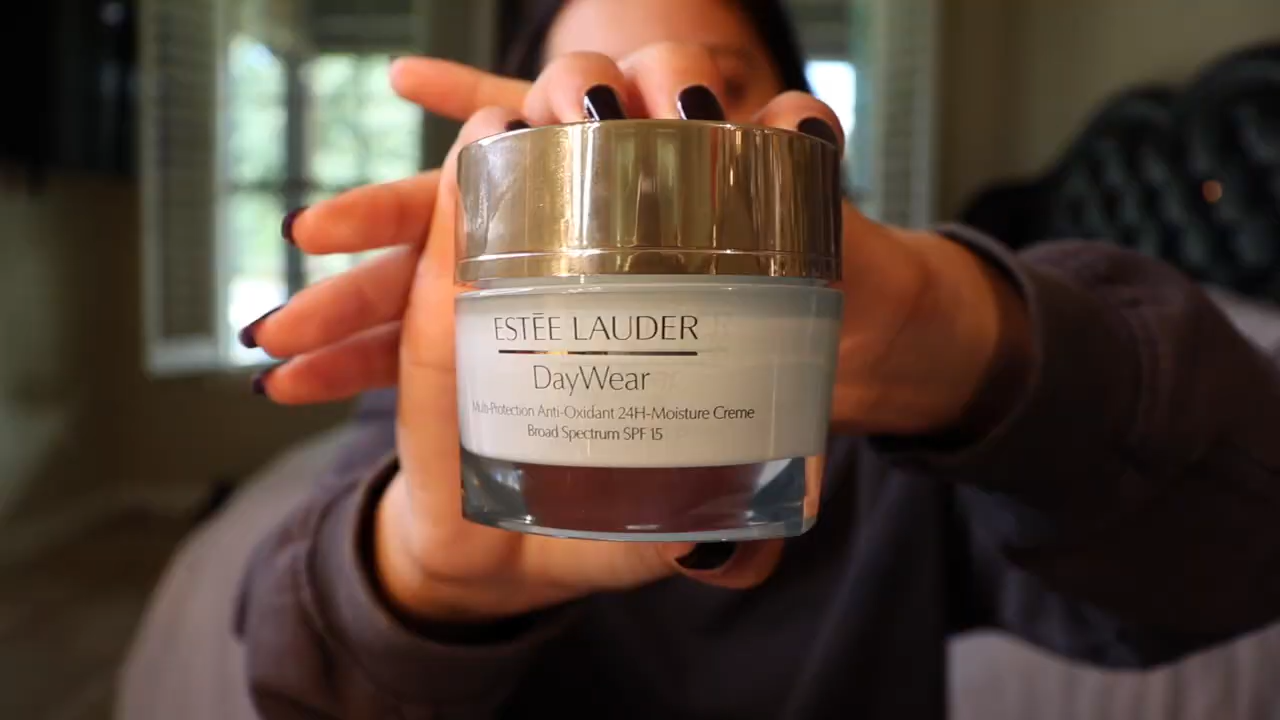 ESTĒE LAUDER
DayWear
Multi-Protection Anti-Oxidant 24H-Moisture Creme
Broad Spectrum SPF 15